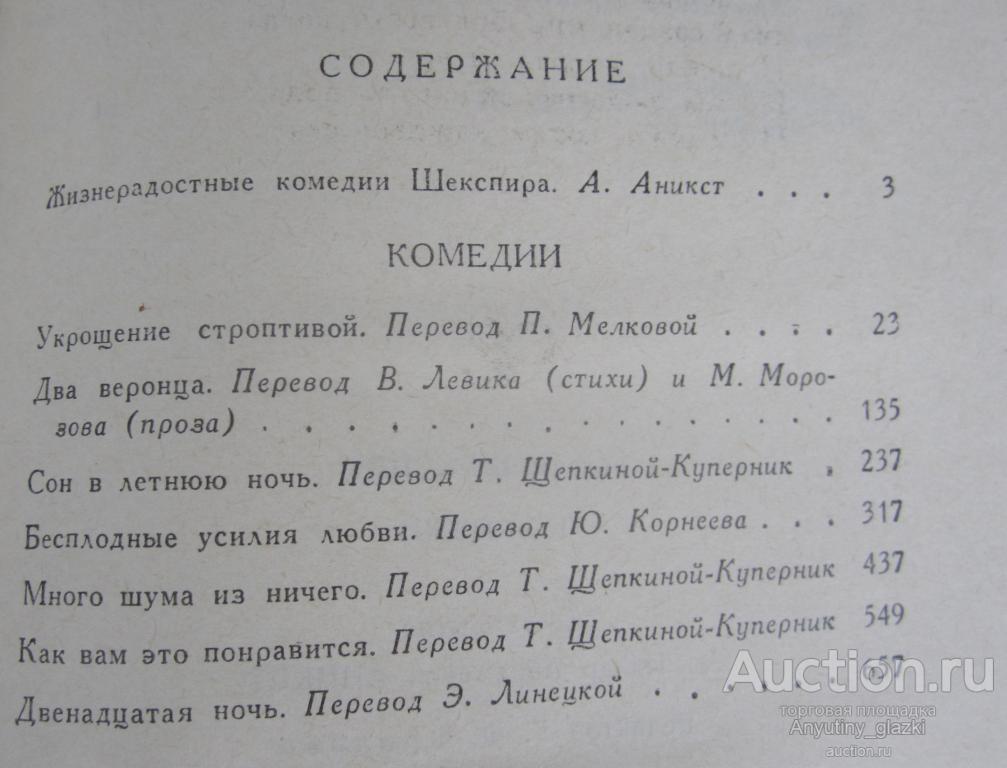 СОДЕРЖАНИЕ
Жизнерадостные комедии Шекспира. А. Аникст . . . 3
КОМЕДИИ
Укрощение строптивой. Перевод П. Мелковой . . . . 23
Два веронца. Перевод В. Левика (стихи) и М. Моро-
зова (проза) . . . . . . . . . . . . . . 135
Сон в летнюю ночь. Перевод Т. Щепкиной-Куперник . 237
Бесплодные усилия любви. Перевод Ю. Корнеева . . . 317
Много шума из ничего. Перевод Т. Щепкиной-Куперник 437
Как вам это понравится. Перевод Т. Щепкиной-Куперник 549
Двенадцатая ночь. Перевод Э. Линецкой . . . . . 657
Auction.ru
торговая площадка
Anyutiny_glazki
auction.ru